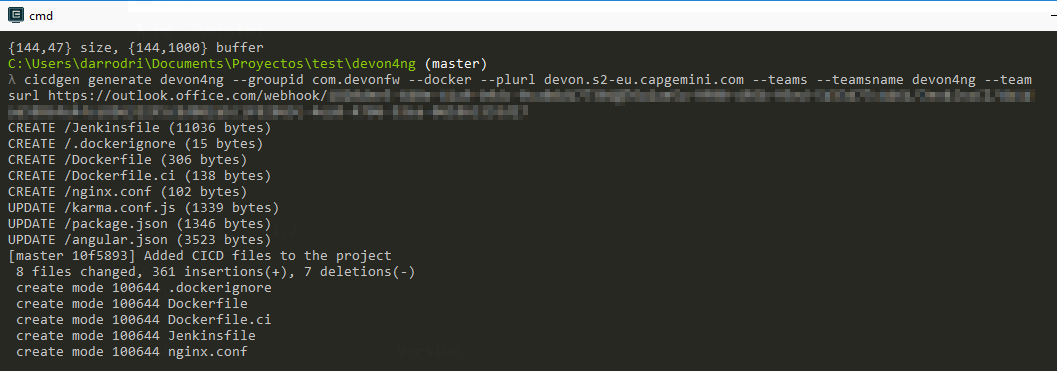 cmd
{144,47} size, {144,1000} buffer
C:\Users\darrodri\Documents\Proyectos\test\devon4ng (master)
λ cicdgen generate devon4ng --groupid com.devonfw --docker --plurl devon.s2-eu.capgemini.com --teams --teamsname devon4ng --team
surl https://outlook.office.com/webhook/
CREATE /Jenkinsfile (11036 bytes)
CREATE /.dockerignore (15 bytes)
CREATE /Dockerfile (306 bytes)
CREATE /Dockerfile.ci (138 bytes)
CREATE /nginx.conf (102 bytes)
UPDATE /karma.conf.js (1339 bytes)
UPDATE /package.json (1346 bytes)
UPDATE /angular.json (3523 bytes)
[master 10f5893] Added CICD files to the project
 8 files changed, 361 insertions(+), 7 deletions(-)
 create mode 100644 .dockerignore
 create mode 100644 Dockerfile
 create mode 100644 Dockerfile.ci
 create mode 100644 Jenkinsfile
 create mode 100644 nginx.conf